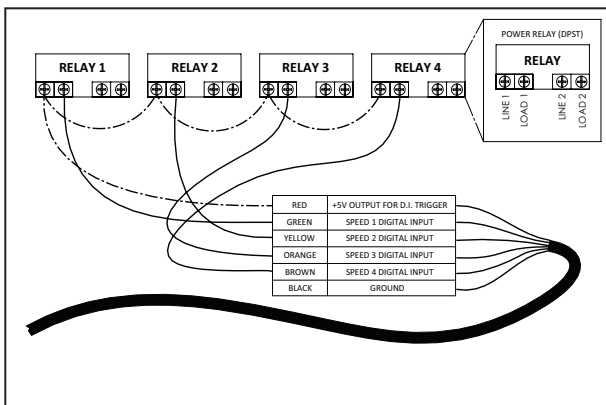 POWER RELAY (DPST)
RELAY 1
RELAY 2
RELAY 3
RELAY 4
RELAY
LINE 1
LOAD 1
LINE 2
LOAD 2
RED +5V OUTPUT FOR D.I. TRIGGER
GREEN SPEED 1 DIGITAL INPUT
YELLOW SPEED 2 DIGITAL INPUT
ORANGE SPEED 3 DIGITAL INPUT
BROWN SPEED 4 DIGITAL INPUT
BLACK GROUND